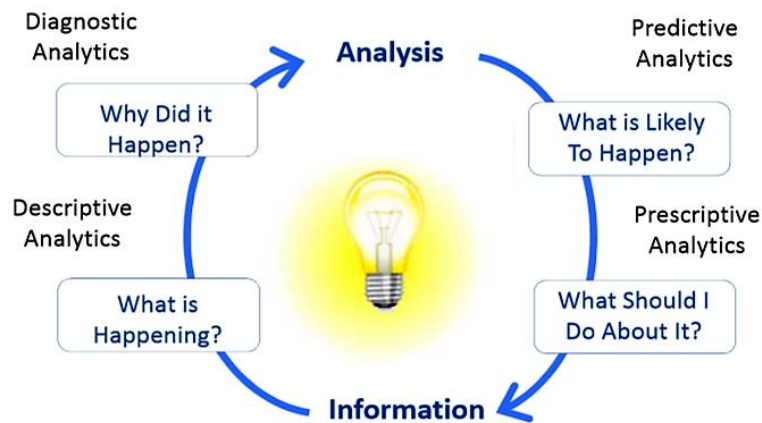 Diagnostic
Analytics
Analysis
Predictive
Analytics
Why Did it
Happen?
What is Likely
To Happen?
Descriptive
Analytics
Prescriptive
Analytics
What is
Happening?
What Should I
Do About It?
Information